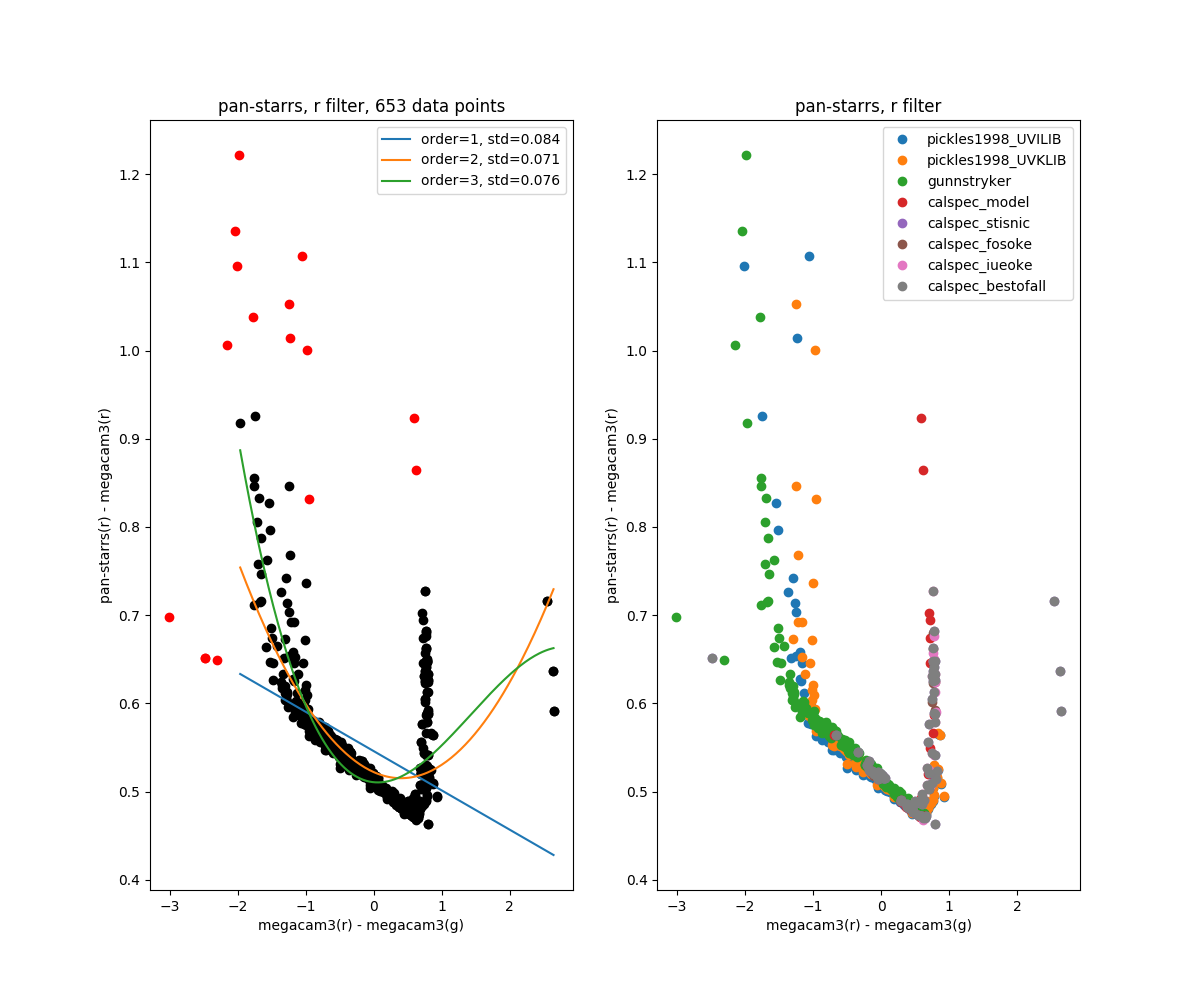 pan-starrs, r filter, 653 data points
order=1, std=0.084
order=2, std=0.071
order=3, std=0.076
1.2
1.1
1.0
0.9
0.8
0.7
0.6
0.5
0.4
pan-starrs(r) - megacam3(r)
−3 −2 −1 0 1 2
megacam3(r) - megacam3(g)
pan-starrs, r filter
pickles1998_UVILIB
pickles1998_UVKLIB
gunnstryker
calspec_model
calspec_stisnic
calspec_fosoke
calspec_iueoke
calspec_bestofall
1.2
1.1
1.0
0.9
0.8
0.7
0.6
0.5
0.4
pan-starrs(r) - megacam3(r)
−3 −2 −1 0 1 2
megacam3(r) - megacam3(g)